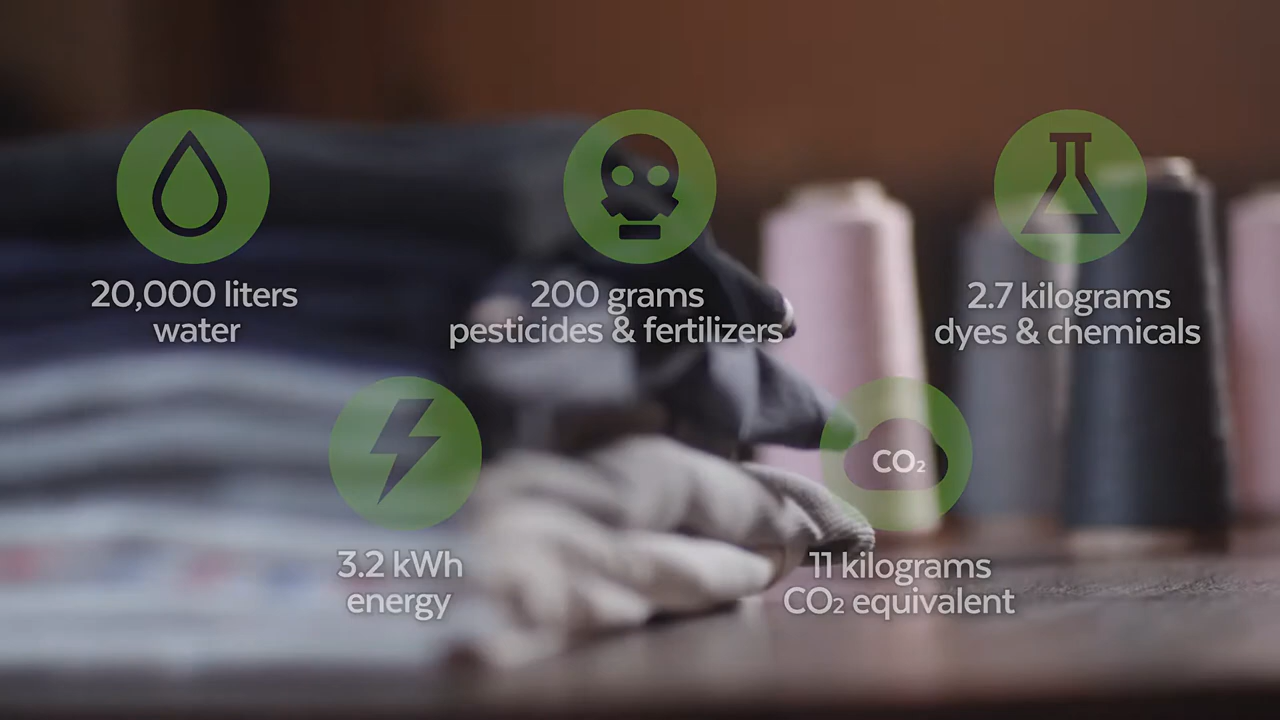 20,000 liters
water
200 grams
pesticides & fertilizers
2.7 kilograms
dyes & chemicals
3.2 kWh
energy
CO₂
11 kilograms
CO₂ equivalent